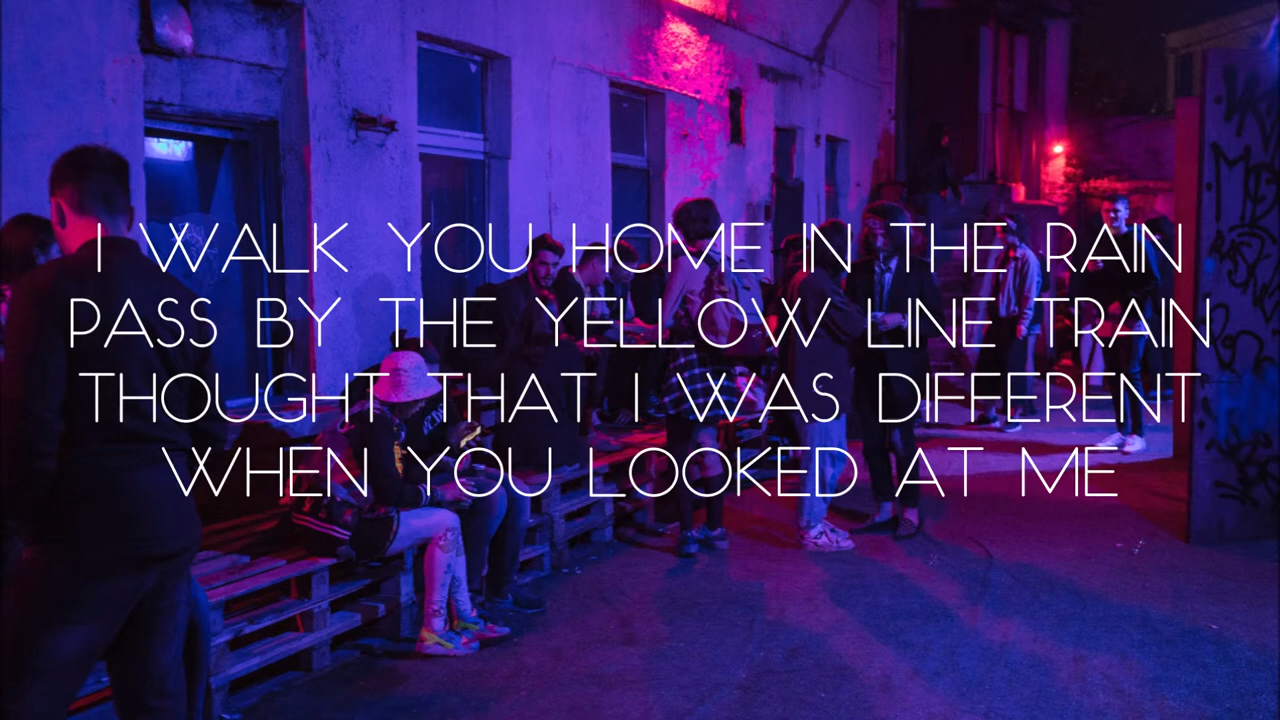 I WALK YOU HOME IN THE RAIN
PASS BY THE YELLOW LINE TRAIN
THOUGHT THAT I WAS DIFFERENT
WHEN YOU LOOKED AT ME